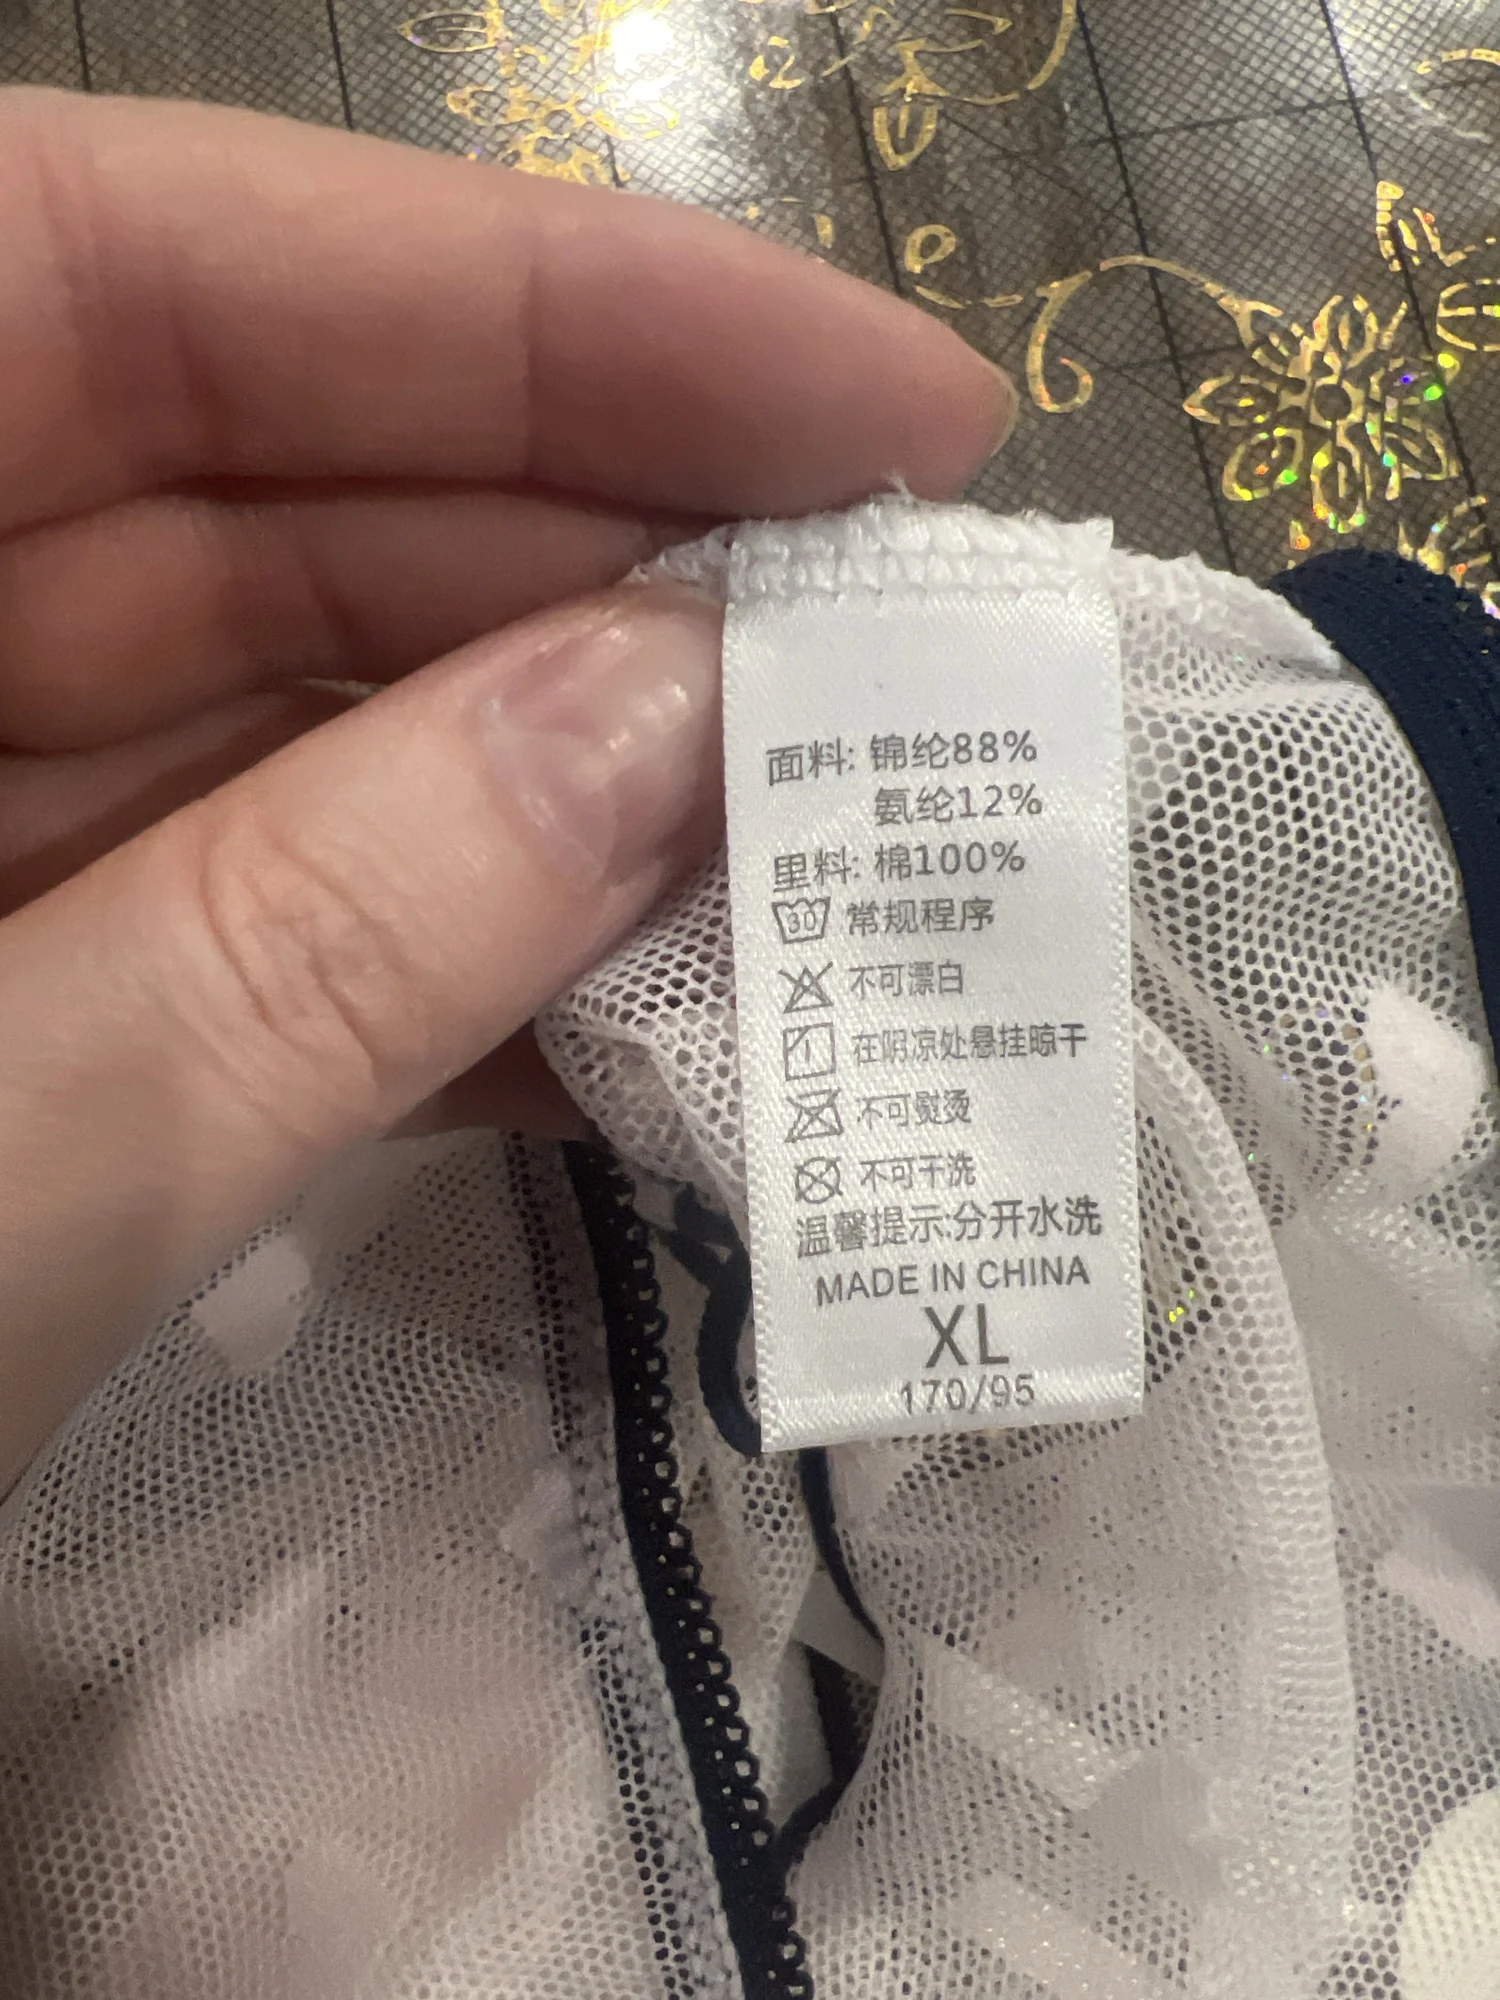 面料: 锦纶88%
氨纶12%
里料: 棉100%
30 常规程序
不可漂白
在阴凉处悬挂晾干
不可熨烫
不可干洗
温馨提示:分开水洗
MADE IN CHINA
XL
170/95